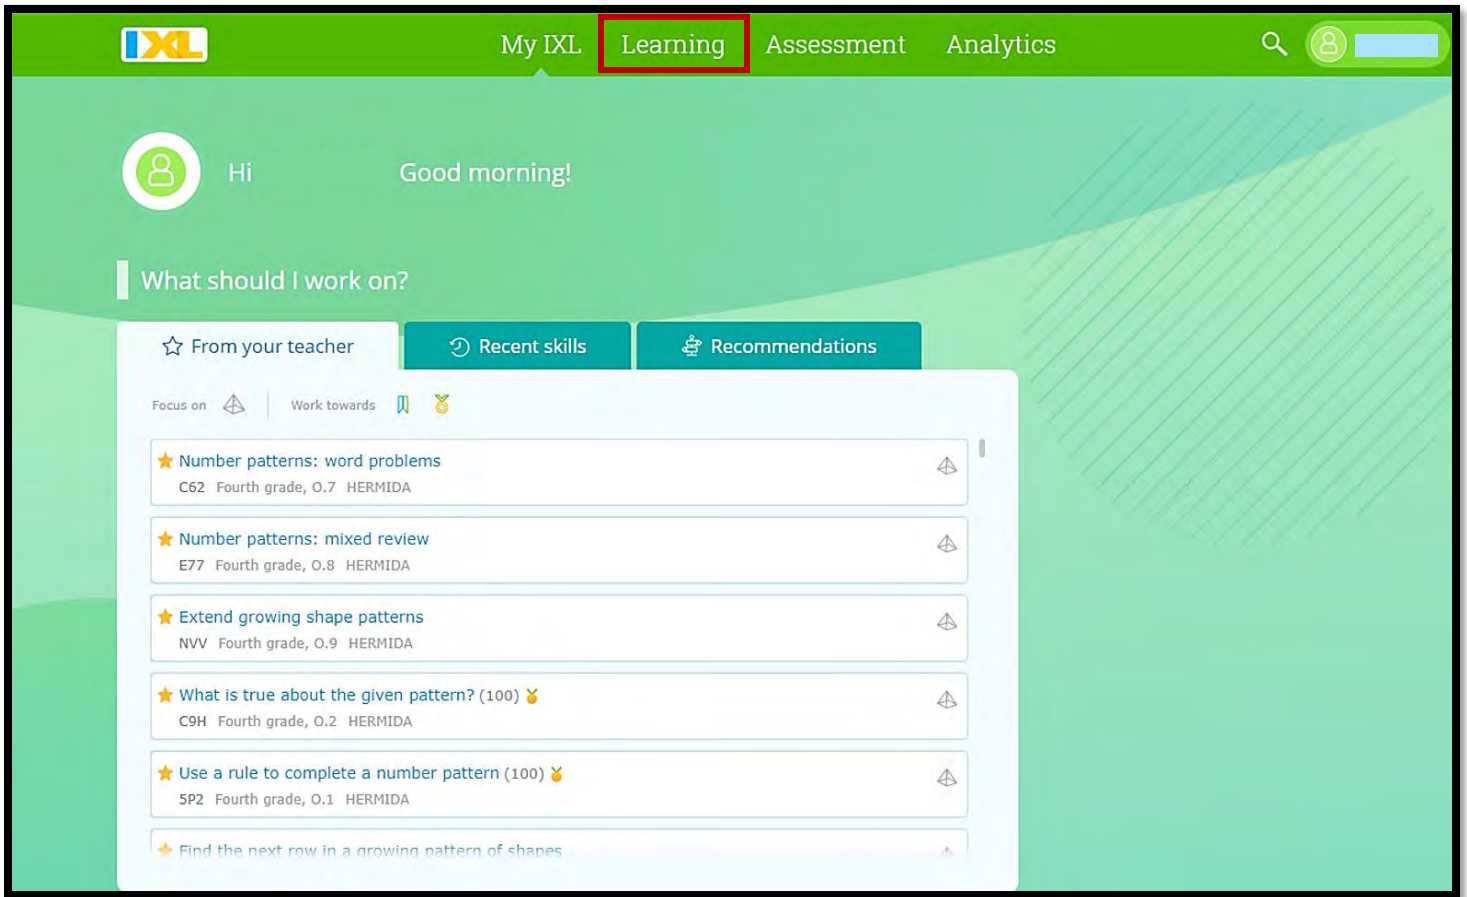 IXL My IXL Learning Assessment Analytics
Hi Good morning!
What should I work on?
From your teacher Recent skills Recommendations
Focus on Work towards
Number patterns: word problems
C62 Fourth grade, O.7 HERMIDA
Number patterns: mixed review
E77 Fourth grade, O.8 HERMIDA
Extend growing shape patterns
NVV Fourth grade, O.9 HERMIDA
What is true about the given pattern? (100)
C9H Fourth grade, O.2 HERMIDA
Use a rule to complete a number pattern (100)
5P2 Fourth grade, O.1 HERMIDA
Find the next row in a growing pattern of shapes